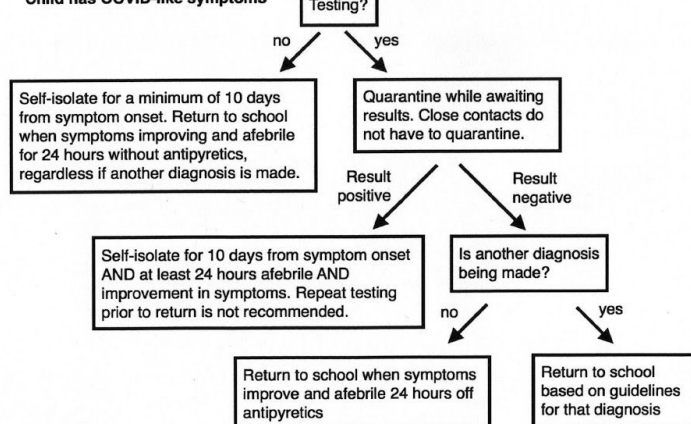 Child has COVID-like symptoms
Testing?
no
yes
Self-isolate for a minimum of 10 days
from symptom onset. Return to school
when symptoms improving and afebrile
for 24 hours without antipyretics,
regardless if another diagnosis is made.
Quarantine while awaiting
results. Close contacts do
not have to quarantine.
Result
positive
Result
negative
Self-isolate for 10 days from symptom onset
AND at least 24 hours afebrile AND
improvement in symptoms. Repeat testing
prior to return is not recommended.
Is another diagnosis
being made?
no
yes
Return to school when symptoms
improve and afebrile 24 hours off
antipyretics
Return to school
based on guidelines
for that diagnosis